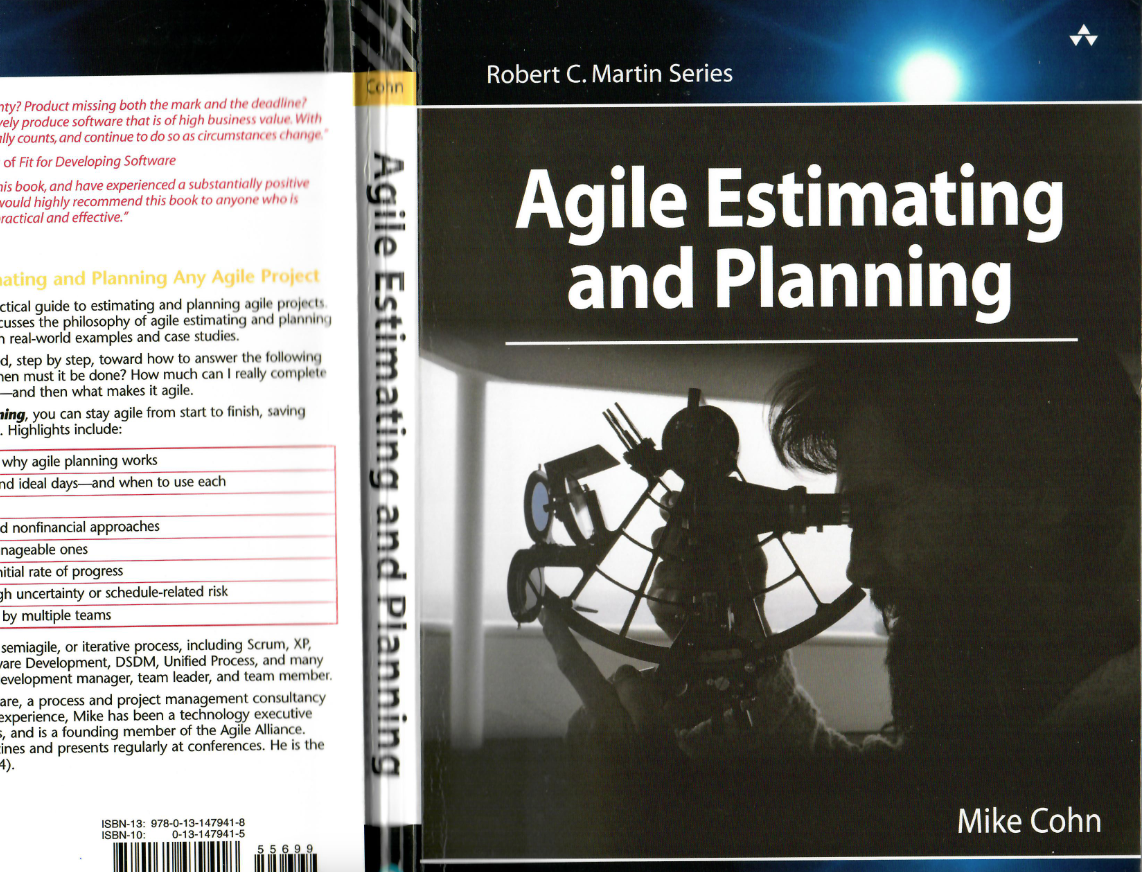 nty? Product missing both the mark and the deadline?
vely produce software that is of high business value. With
ally counts, and continue to do so as circumstances change."
of Fit for Developing Software
his book, and have experienced a substantially positive
would highly recommend this book to anyone who is
ractical and effective."
nating and Planning Any Agile Project
ctical guide to estimating and planning agile projects.
cusses the philosophy of agile estimating and planning
n real-world examples and case studies.
d, step by step, toward how to answer the following
hen must it be done? How much can I really complete
—and then what makes it agile.
ning, you can stay agile from start to finish, saving
. Highlights include:
why agile planning works
nd ideal days—and when to use each
d nonfinancial approaches
nageable ones
nitial rate of progress
gh uncertainty or schedule-related risk
by multiple teams
semiagile, or iterative process, including Scrum, XP,
ware Development, DSDM, Unified Process, and many
evelopment manager, team leader, and team member.
are, a process and project management consultancy
experience, Mike has been a technology executive
s, and is a founding member of the Agile Alliance.
ines and presents regularly at conferences. He is the
4).
ISBN-13: 978-0-13-147941-8
ISBN-10: 0-13-147941-5
5 5 6 9 9
Cohn
Agile Estimating and Planning
Robert C. Martin Series
Agile Estimating
and Planning
Mike Cohn